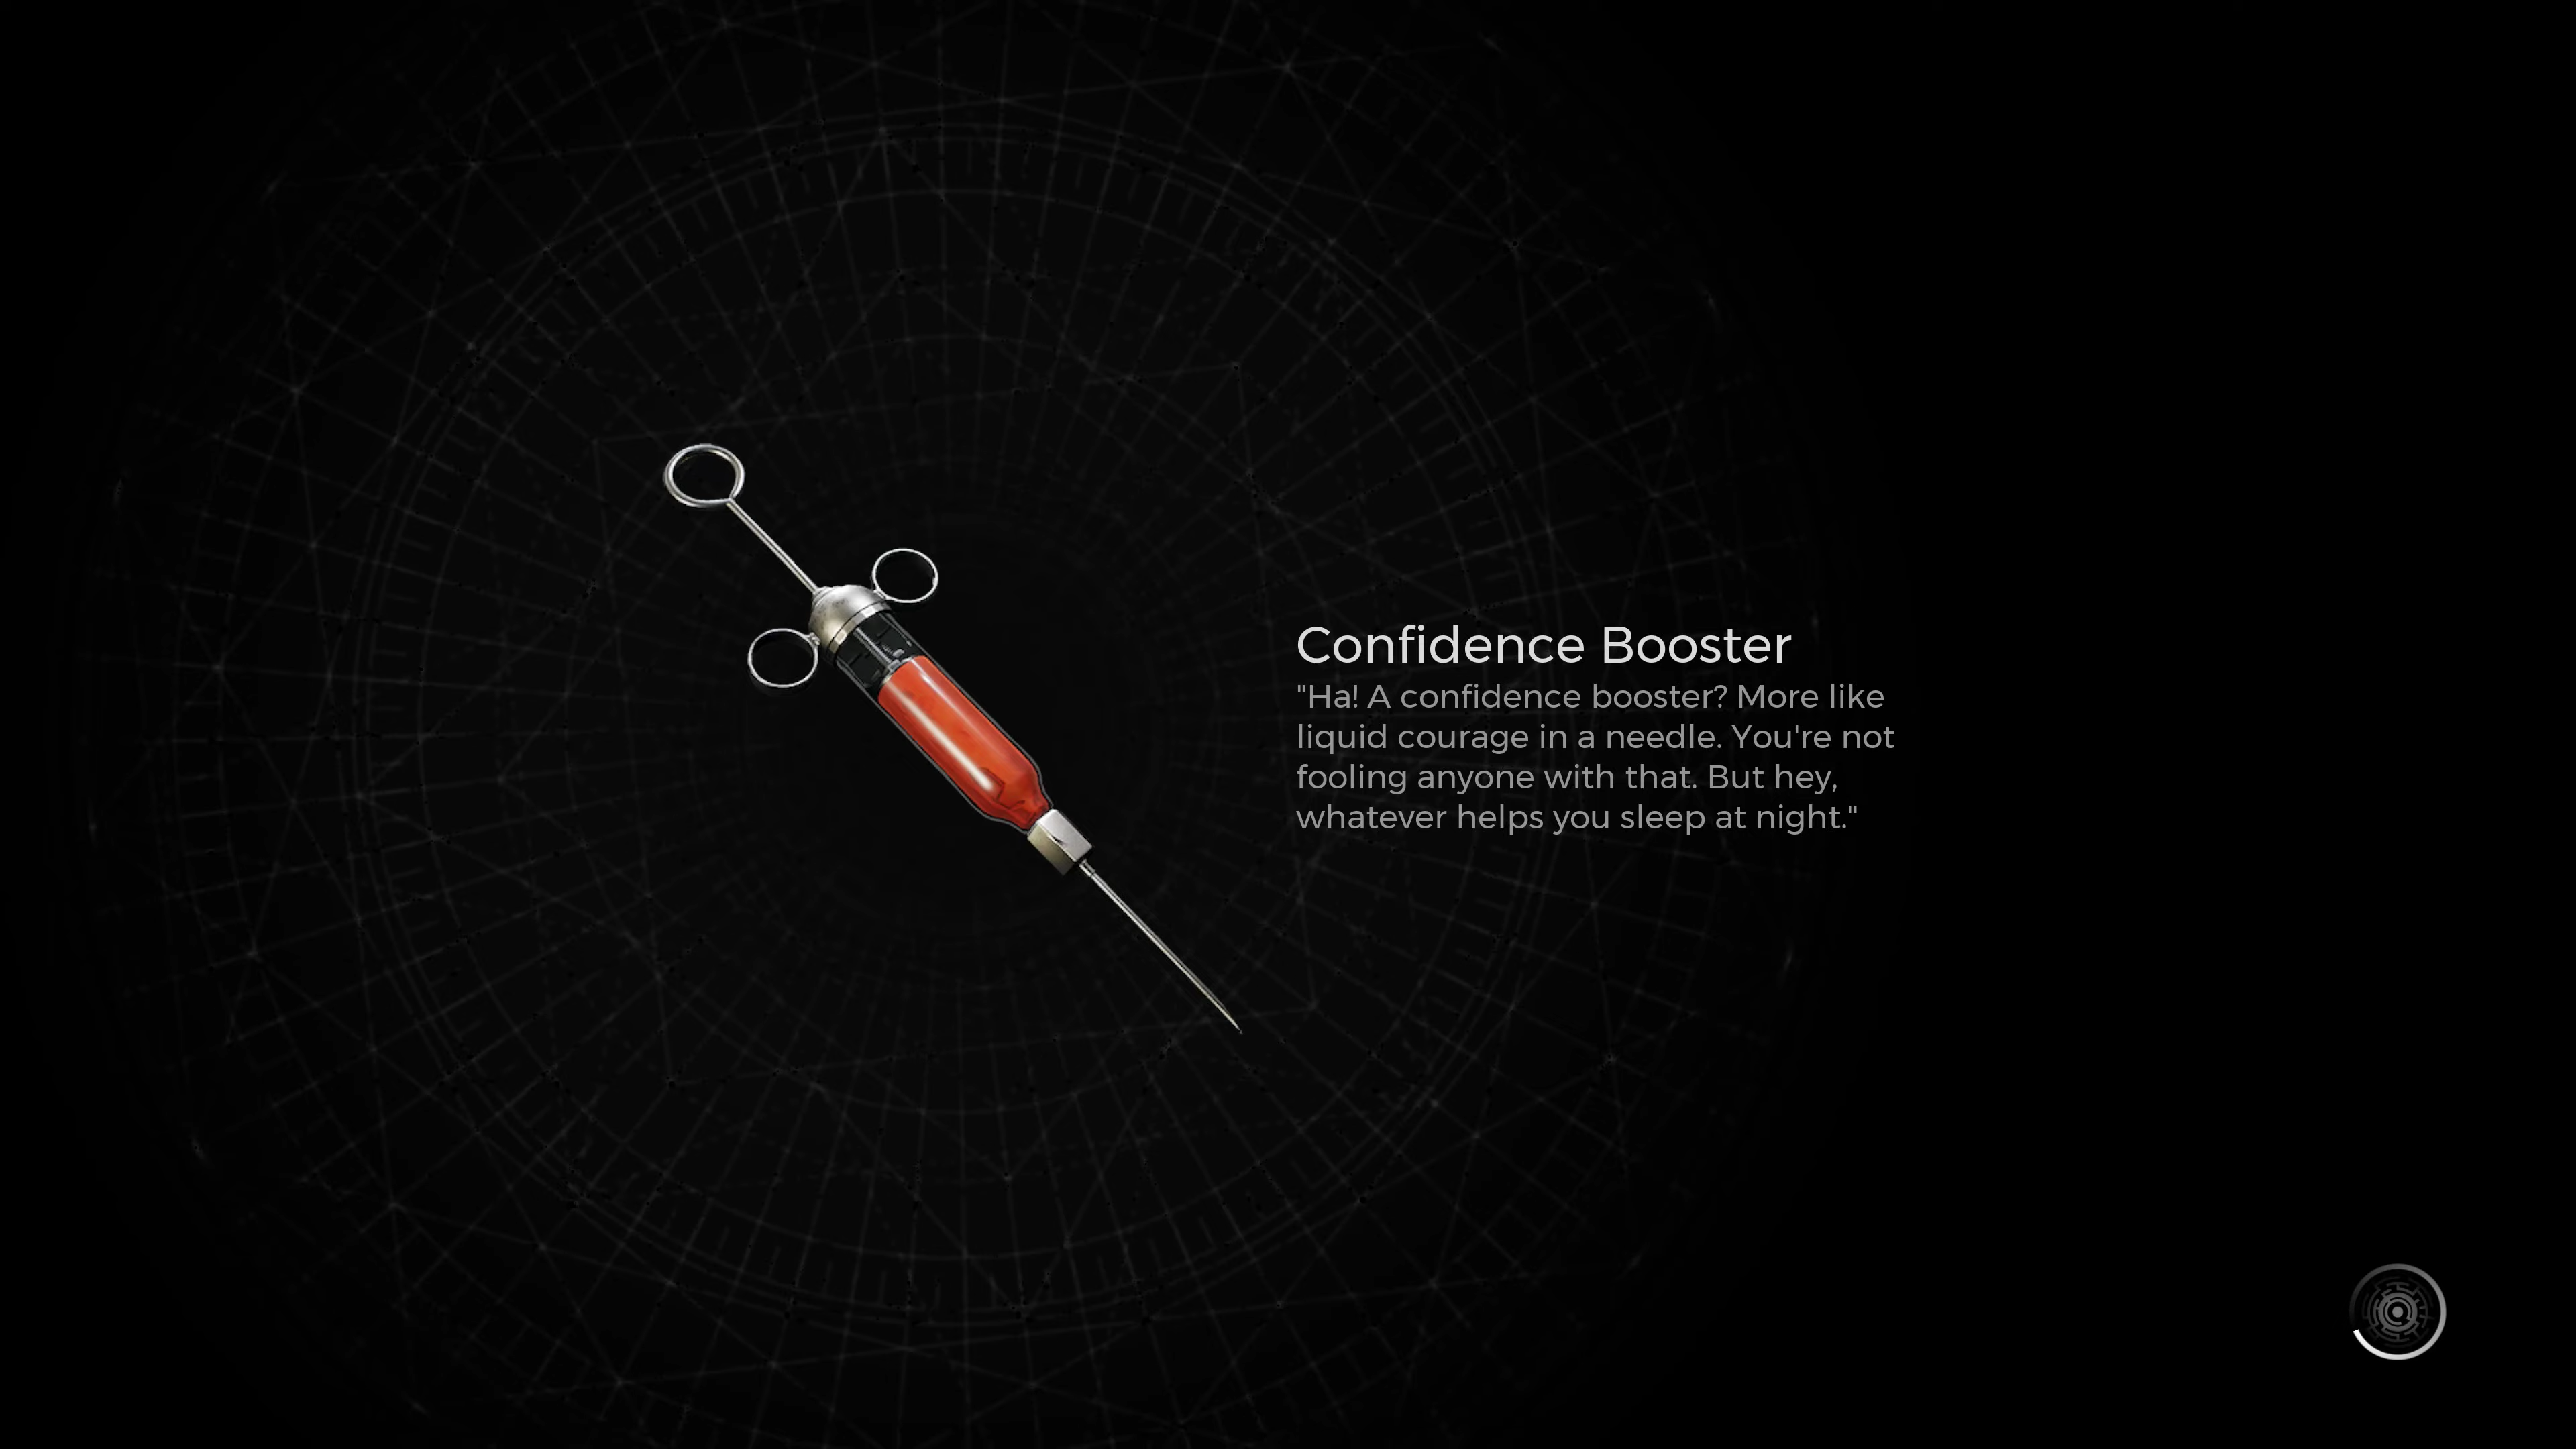 Confidence Booster
"Ha! A confidence booster? More like
liquid courage in a needle. You're not
fooling anyone with that. But hey,
whatever helps you sleep at night."